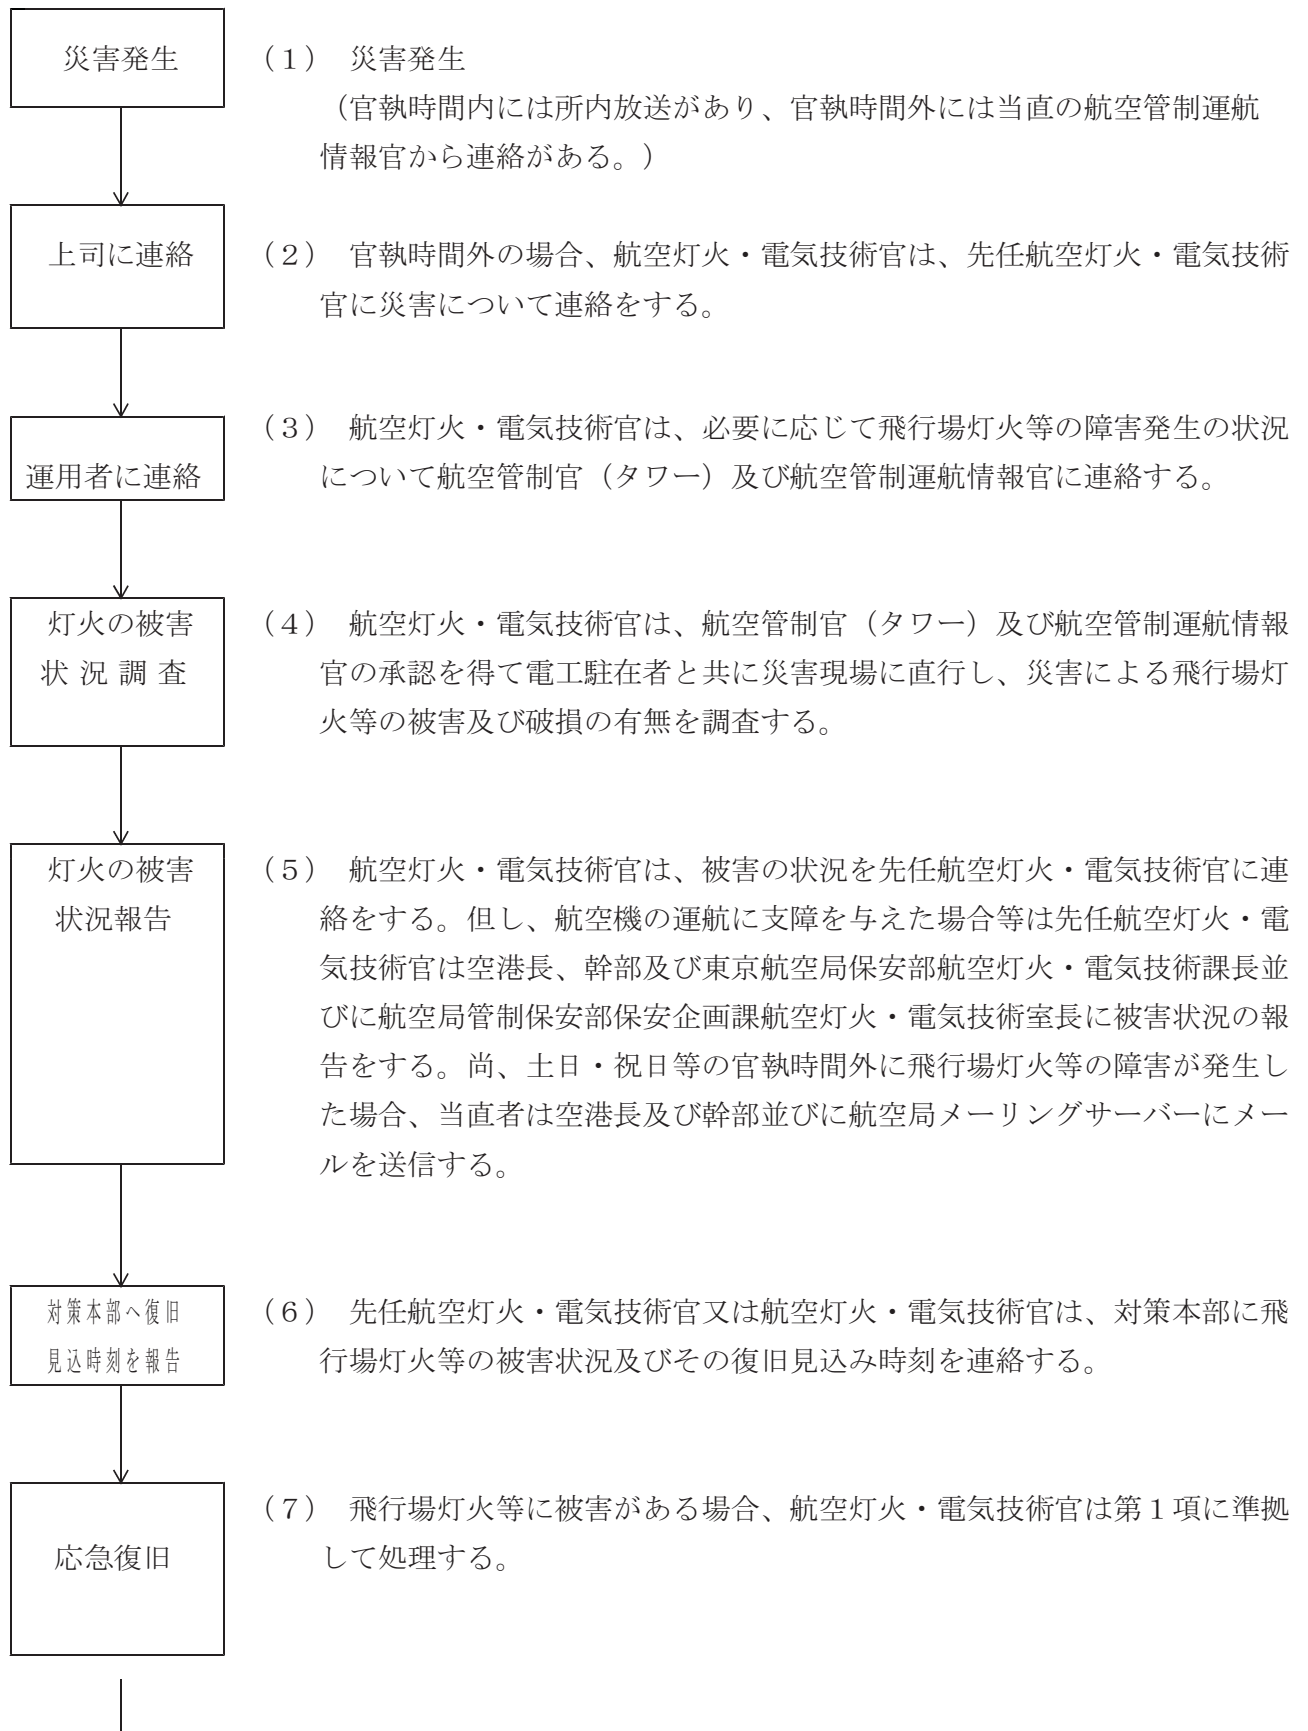 災害発生
（１） 災害発生
（官執時間内には所内放送があり、官執時間外には当直の航空管制運航
情報官から連絡がある。）
上司に連絡
（２） 官執時間外の場合、航空灯火・電気技術官は、先任航空灯火・電気技術
官に災害について連絡をする。
運用者に連絡
（３） 航空灯火・電気技術官は、必要に応じて飛行場灯火等の障害発生の状況
について航空管制官（タワー）及び航空管制運航情報官に連絡する。
灯火の被害
状況調査
（４） 航空灯火・電気技術官は、航空管制官（タワー）及び航空管制運航情報
官の承認を得て電工駐在者と共に災害現場に直行し、災害による飛行場灯
火等の被害及び破損の有無を調査する。
灯火の被害
状況報告
（５） 航空灯火・電気技術官は、被害の状況を先任航空灯火・電気技術官に連
絡をする。但し、航空機の運航に支障を与えた場合等は先任航空灯火・電
気技術官は空港長、幹部及び東京航空局保安部航空灯火・電気技術課長並
びに航空局管制保安部保安企画課航空灯火・電気技術室長に被害状況の報
告をする。尚、土日・祝日等の官執時間外に飛行場灯火等の障害が発生し
た場合、当直者は空港長及び幹部並びに航空局メーリングサーバーにメー
ルを送信する。
対策本部へ復旧
見込時刻を報告
（６） 先任航空灯火・電気技術官又は航空灯火・電気技術官は、対策本部に飛
行場灯火等の被害状況及びその復旧見込み時刻を連絡する。
応急復旧
（７） 飛行場灯火等に被害がある場合、航空灯火・電気技術官は第１項に準拠
して処理する。